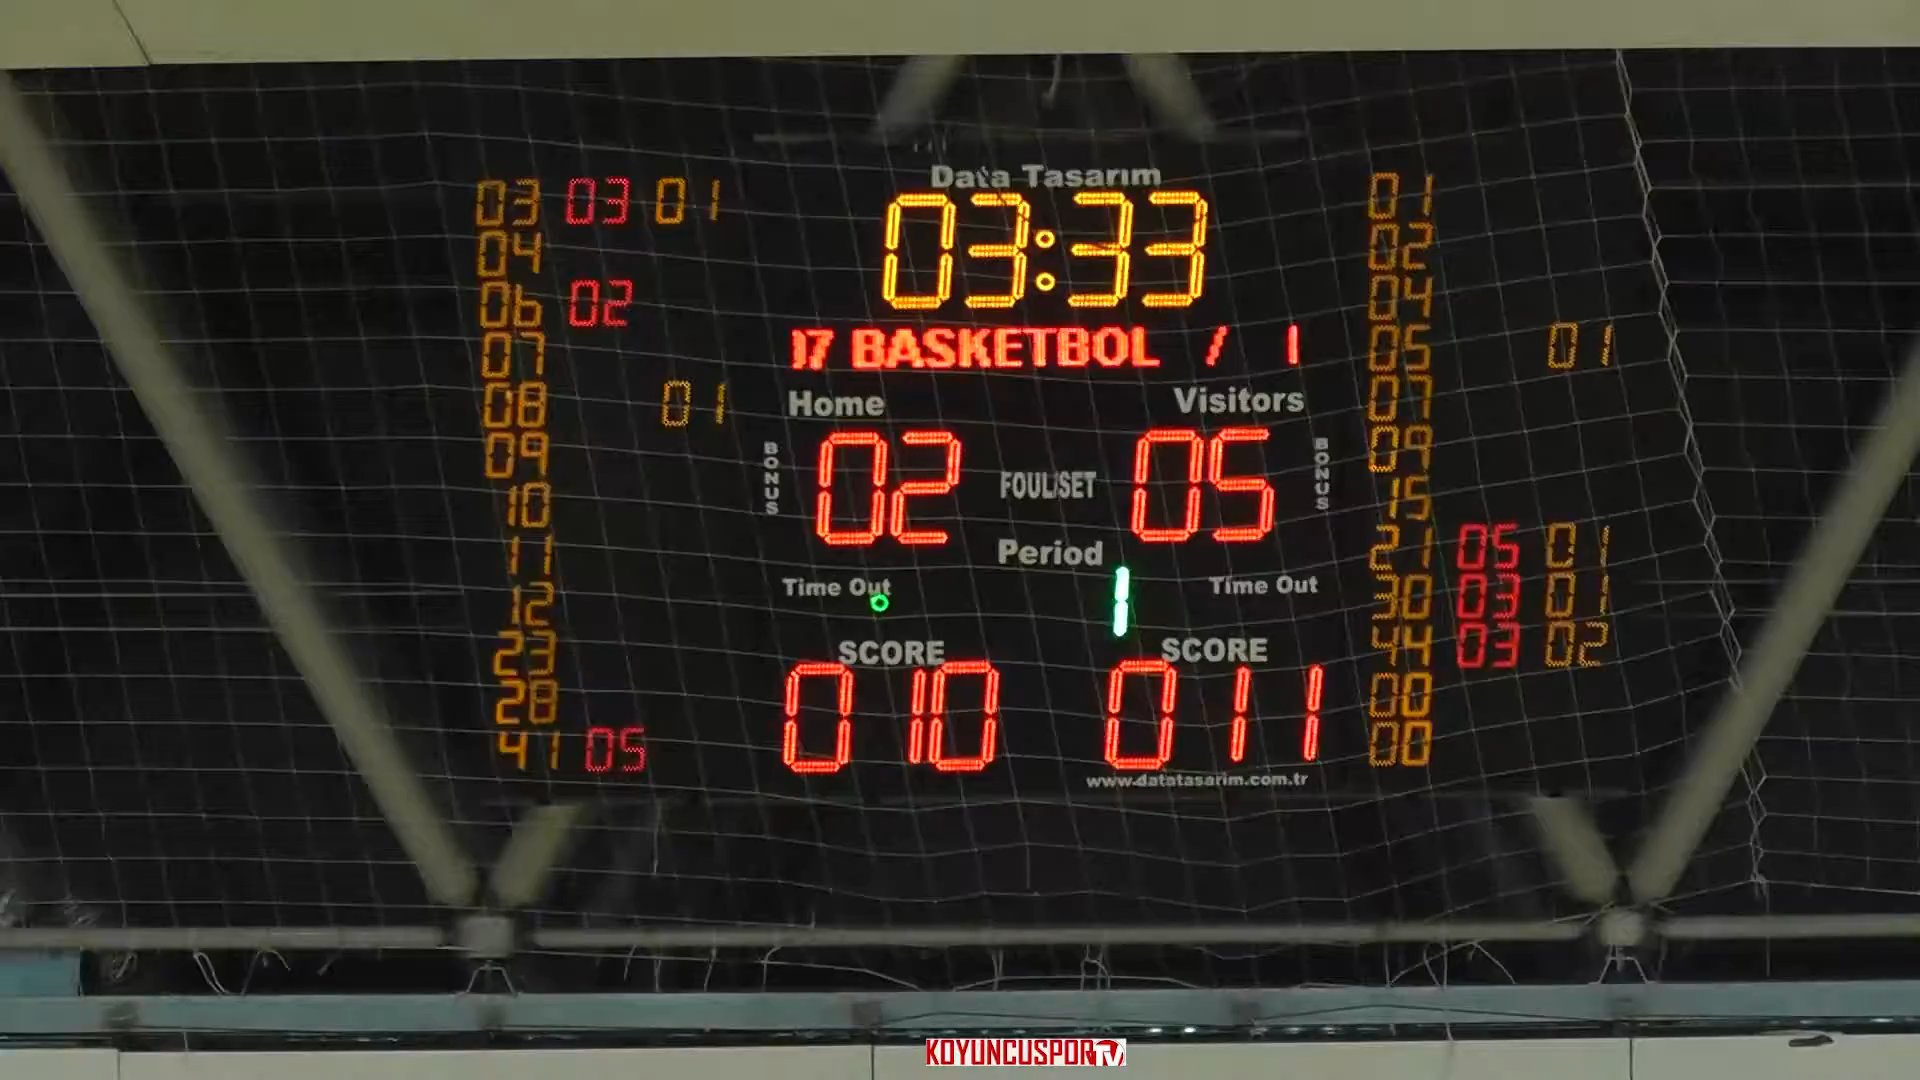 Data Tasarım
03:33
17 BASKETBOL / 1
Home
Visitors
BONUS
02
FOUL/SET
05
BONUS
Period
1
Time Out
Time Out
SCORE
SCORE
010
011
www.datatasarim.com.tr
03 03 01
04
06 02
07
08 01
09
10
11
12
23
28
41 05
01
02
04
05 01
07
09
15
21 05 01
30 03 01
44 03 02
00
00
KOYUNCUSPORTV